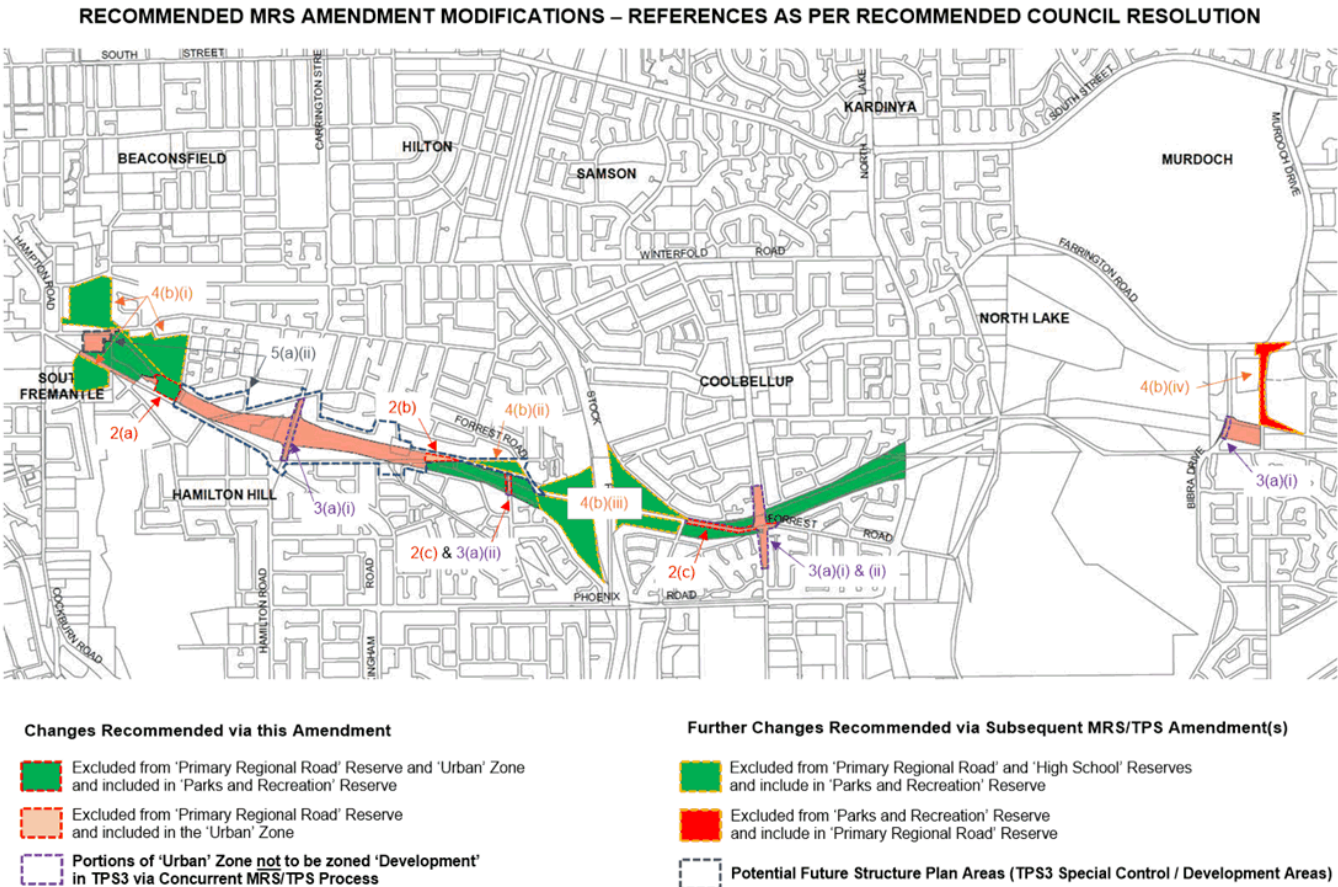 RECOMMENDED MRS AMENDMENT MODIFICATIONS – REFERENCES AS PER RECOMMENDED COUNCIL RESOLUTION
SOUTH STREET
CARRINGTON STRE
KARDINYA
NORTH LAKE
SOUTH STREET
MURDOCH DRIVE
BEACONSFIELD
HILTON
SAMSON
MURDOCH
HAMPTON ROAD
WINTERFOLD ROAD
FARRINGTON ROAD
4(b)(i)
NORTH LAKE
5(a)(ii)
SOUT
FREMANTLE
COOLBELLUP
4(b)(iv)
2(a)
2(b)
4(b)(ii)
STOCK
FORREST ROAD
BIBRA DRIVE
HAMILTON HILL
3(a)(i)
4(b)(iii)
3(a)(i)
FORREST ROAD
2(c) & 3(a)(ii)
2(c)
3(a)(i) & (ii)
PHOENIX ROAD
COCKBURN ROAD
HAMILTON ROAD
ROAD
INGHAM
Changes Recommended via this Amendment
Excluded from 'Primary Regional Road' Reserve and 'Urban' Zone
and included in 'Parks and Recreation' Reserve
Excluded from 'Primary Regional Road' Reserve
and included in the 'Urban' Zone
Portions of 'Urban' Zone not to be zoned 'Development'
in TPS3 via Concurrent MRS/TPS Process
Further Changes Recommended via Subsequent MRS/TPS Amendment(s)
Excluded from 'Primary Regional Road' and 'High School' Reserves
and include in 'Parks and Recreation' Reserve
Excluded from 'Parks and Recreation' Reserve
and include in 'Primary Regional Road' Reserve
Potential Future Structure Plan Areas (TPS3 Special Control / Development Areas)